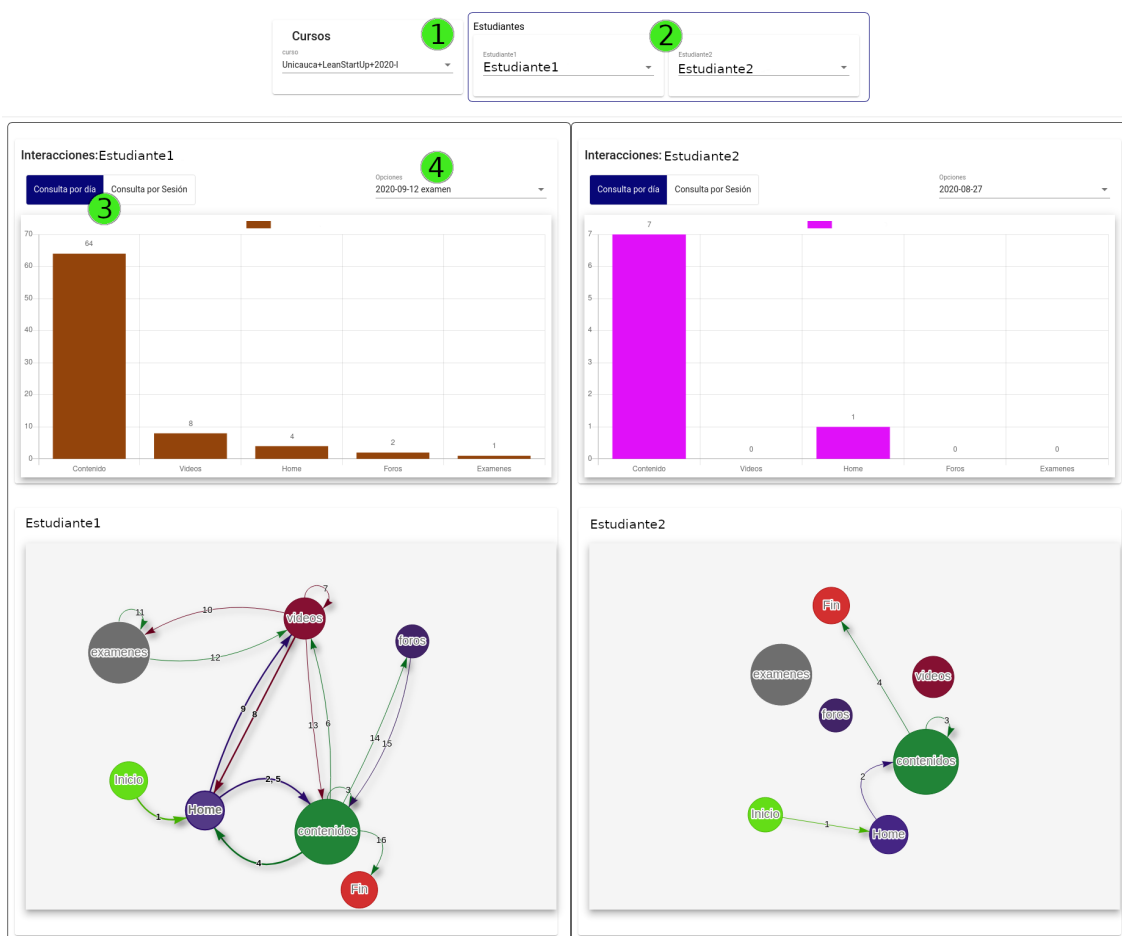 Cursos
1
curso
Unicauca+LeanStartUp+2020-I
Estudiantes
2
Estudiante1
Estudiante1
Estudiante2
Estudiante2
Interacciones:Estudiante1
Consulta por día
Consulta por Sesión
3
4
Opciones
2020-09-12 examen
70
60
50
40
30
20
10
0
64
8
4
2
1
Contenido
Videos
Home
Foros
Examenes
Interacciones: Estudiante2
Consulta por día
Consulta por Sesión
Opciones
2020-08-27
7
6
5
4
3
2
1
0
7
0
1
0
0
Contenido
Videos
Home
Foros
Examenes
Estudiante1
7
11
10
videos
foros
examenes
12
9
8
13
6
14
15
Inicio
2, 5
3
1
Home
contenidos
16
4
Fin
Estudiante2
Fin
examenes
videos
4
foros
3
contenidos
2
Inicio
1
Home